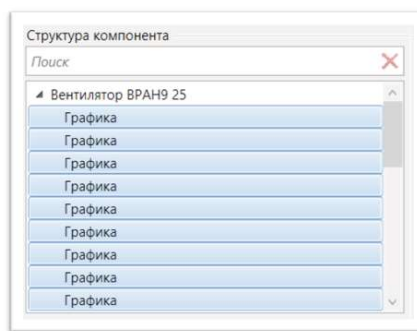 Структура компонента
Поиск
Вентилятор ВРАН9 25
Графика
Графика
Графика
Графика
Графика
Графика
Графика
Графика
Графика